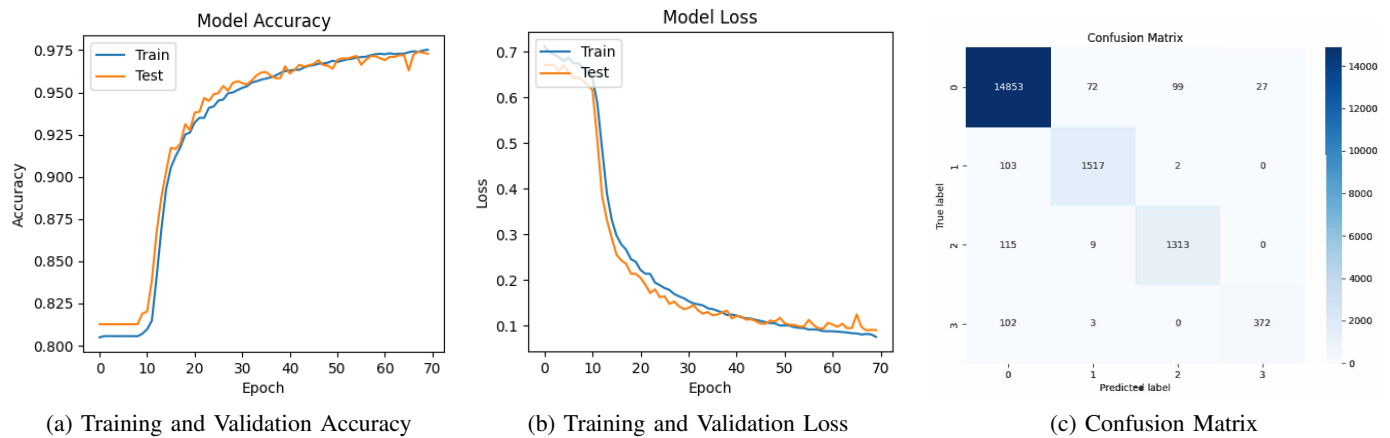 Model Accuracy
Train
Test
0.975
0.950
0.925
0.900
0.875
0.850
0.825
0.800
Accuracy
0 10 20 30 40 50 60 70
Epoch
(a) Training and Validation Accuracy
Model Loss
Train
Test
0.7
0.6
0.5
0.4
0.3
0.2
0.1
Loss
0 10 20 30 40 50 60 70
Epoch
(b) Training and Validation Loss
Confusion Matrix
True label
0 14853 72 99 27
1 103 1517 2 0
2 115 9 1313 0
3 102 3 0 372
0 1 2 3
Predicted label
14000
12000
10000
8000
6000
4000
2000
0
(c) Confusion Matrix